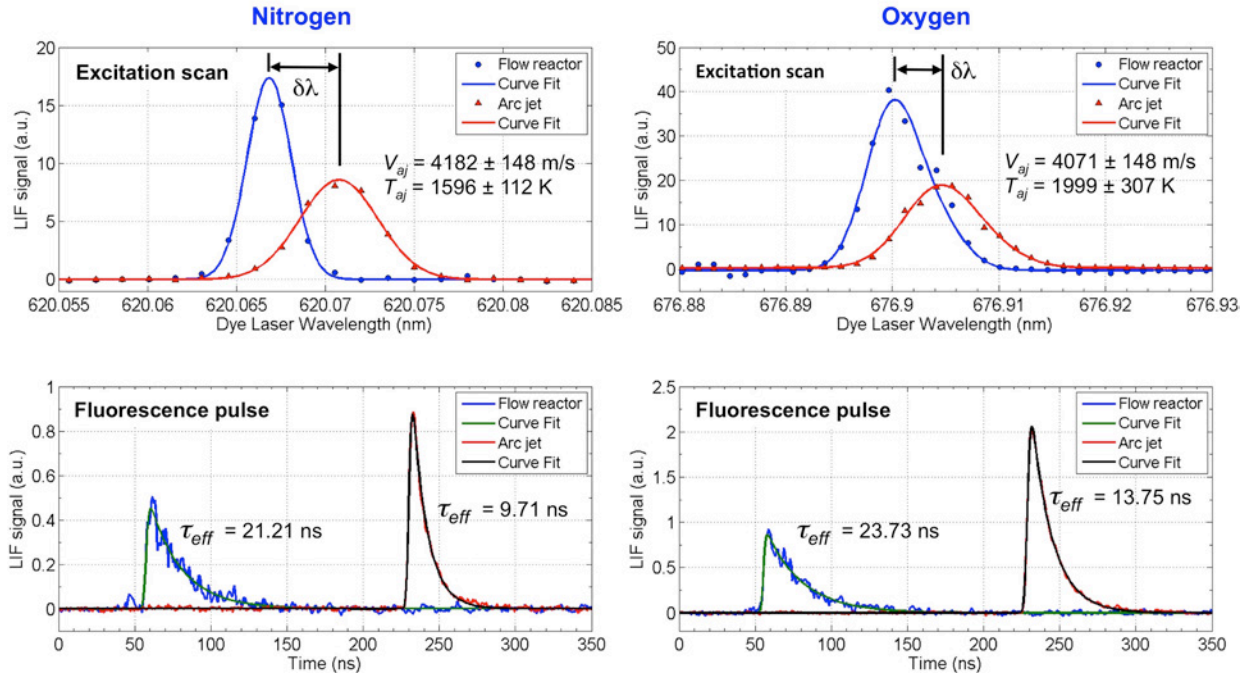 Nitrogen
Excitation scan
δλ
Flow reactor
Curve Fit
Arc jet
Curve Fit
V_aj = 4182 ± 148 m/s
T_aj = 1596 ± 112 K
LIF signal (a.u.)
20
15
10
5
0
620.055 620.06 620.065 620.07 620.075 620.08 620.085
Dye Laser Wavelength (nm)
Oxygen
Excitation scan
δλ
Flow reactor
Curve Fit
Arc jet
Curve Fit
V_aj = 4071 ± 148 m/s
T_aj = 1999 ± 307 K
LIF signal (a.u.)
50
40
30
20
10
0
676.88 676.89 676.9 676.91 676.92 676.93
Dye Laser Wavelength (nm)
Fluorescence pulse
Flow reactor
Curve Fit
Arc jet
Curve Fit
τ_eff = 21.21 ns
τ_eff = 9.71 ns
LIF signal (a.u.)
1
0.8
0.6
0.4
0.2
0
0 50 100 150 200 250 300 350
Time (ns)
Fluorescence pulse
Flow reactor
Curve Fit
Arc jet
Curve Fit
τ_eff = 23.73 ns
τ_eff = 13.75 ns
LIF signal (a.u.)
2.5
2
1.5
1
0.5
0
0 50 100 150 200 250 300 350
Time (ns)